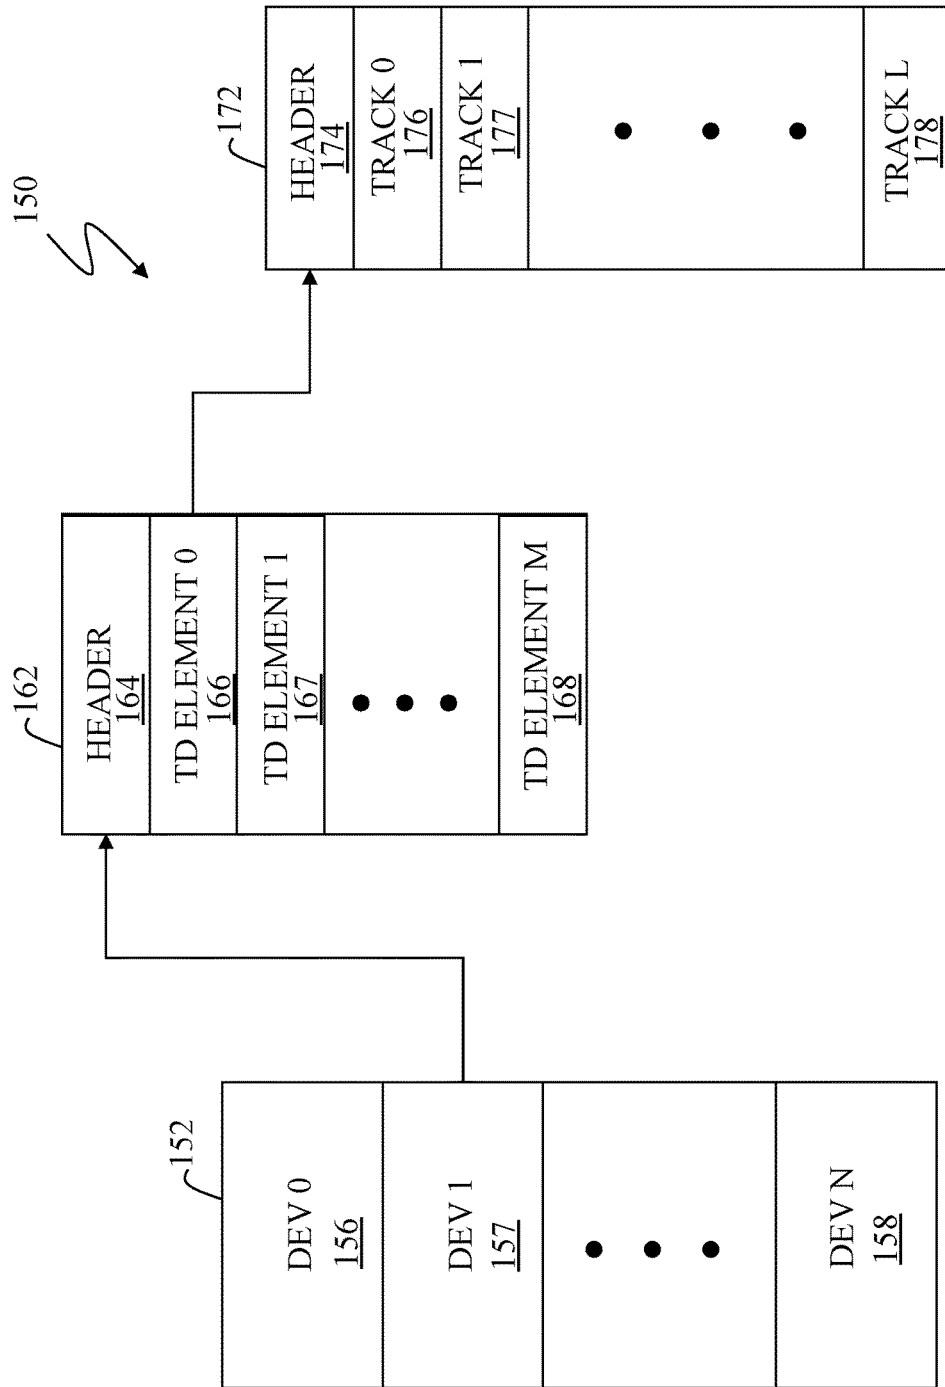 150
152
DEV 0
156
DEV 1
157
DEV N
158
162
HEADER
164
TD ELEMENT 0
166
TD ELEMENT 1
167
TD ELEMENT M
168
172
HEADER
174
TRACK 0
176
TRACK 1
177
TRACK L
178